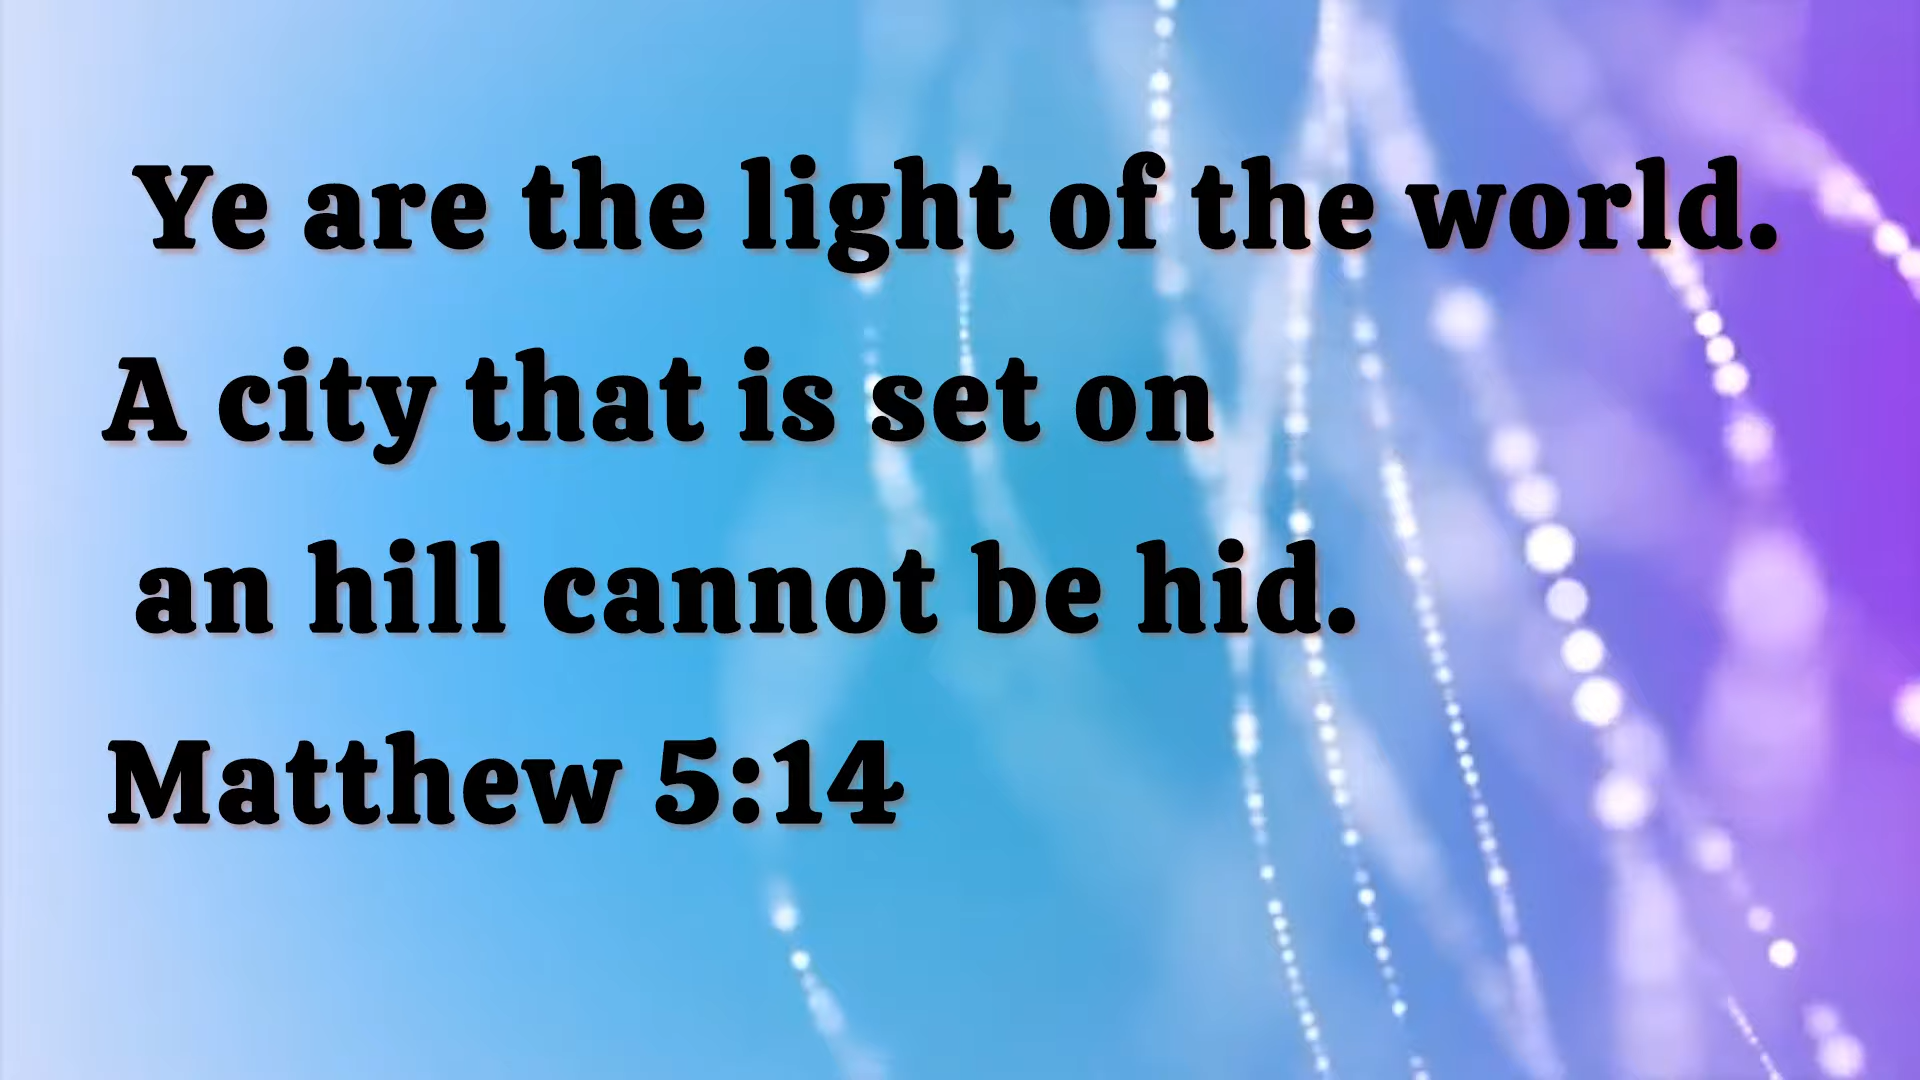 Ye are the light of the world.
A city that is set on
an hill cannot be hid.
Matthew 5:14